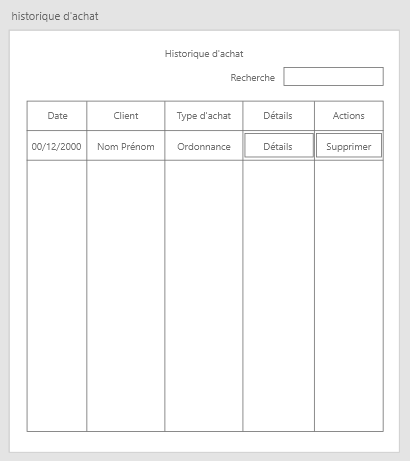 historique d'achat
Historique d'achat
Recherche
Date Client Type d'achat Détails Actions
00/12/2000 Nom Prénom Ordonnance Détails Supprimer